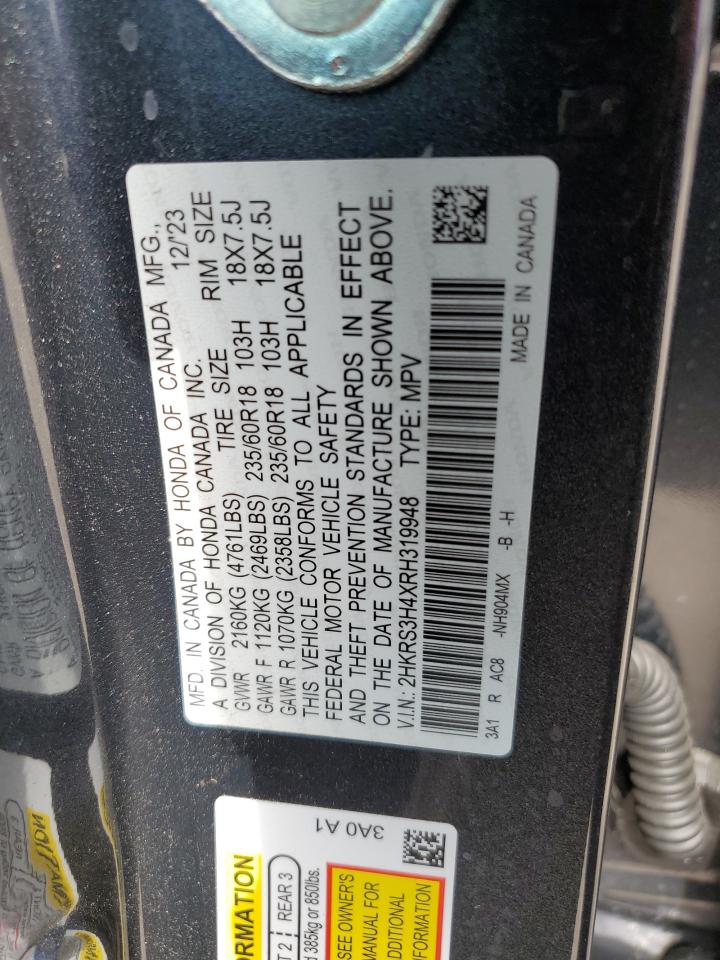 MFD. IN CANADA BY HONDA OF CANADA MFG.,
A DIVISION OF HONDA CANADA INC. 12/'23
TIRE SIZE RIM SIZE
GVWR 2160KG (4761LBS)
GAWR F 1120KG (2469LBS) 235/60R18 103H 18X7.5J
GAWR R 1070KG (2358LBS) 235/60R18 103H 18X7.5J
THIS VEHICLE CONFORMS TO ALL APPLICABLE
FEDERAL MOTOR VEHICLE SAFETY
AND THEFT PREVENTION STANDARDS IN EFFECT
ON THE DATE OF MANUFACTURE SHOWN ABOVE.
V.I.N.: 2HKRS3H4XRH319948 TYPE: MPV
3A1 R AC8 -NH904MX -B -H
MADE IN CANADA
3A0 A1
ORMATION
T 2 REAR 3
385kg or 850lbs.
SEE OWNER'S
MANUAL FOR
ADDITIONAL
NFORMATION